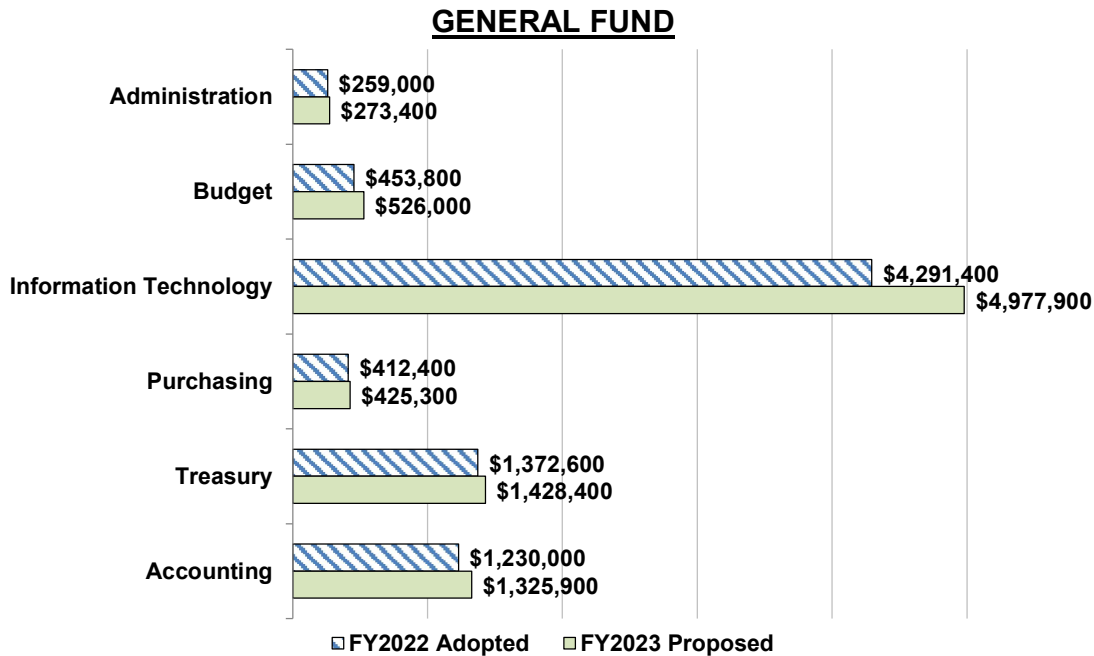 GENERAL FUND
Administration
$259,000
$273,400
Budget
$453,800
$526,000
Information Technology
$4,291,400
$4,977,900
Purchasing
$412,400
$425,300
Treasury
$1,372,600
$1,428,400
Accounting
$1,230,000
$1,325,900
FY2022 Adopted FY2023 Proposed